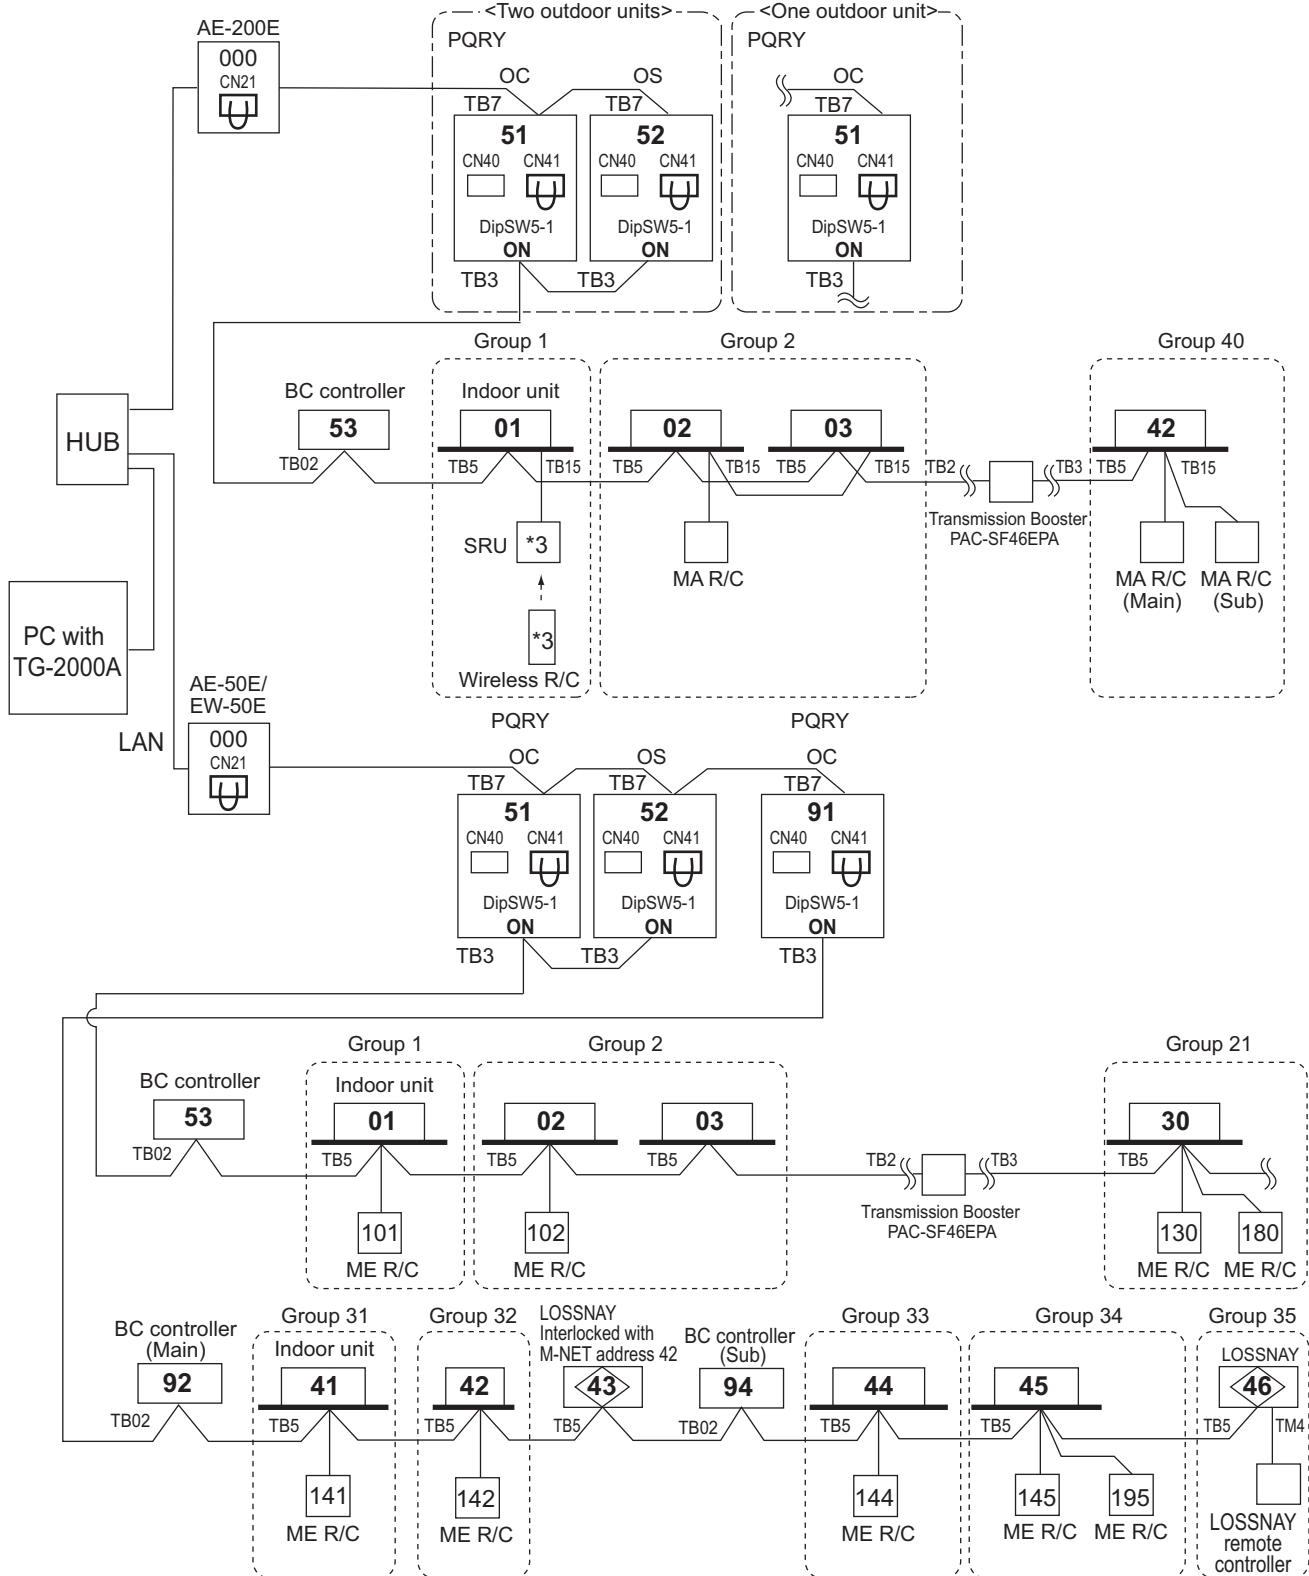 <Two outdoor units>
<One outdoor unit>
AE-200E
000
CN21
PQRY
OC
OS
TB7
TB7
51
52
CN40
CN41
CN40
CN41
DipSW5-1
ON
DipSW5-1
ON
TB3
TB3
PQRY
OC
TB7
51
CN40
CN41
DipSW5-1
ON
TB3
HUB
PC with
TG-2000A
LAN
BC controller
53
TB02
Group 1
Indoor unit
01
TB5
TB15
SRU
*3
*3
Wireless R/C
Group 2
02
03
TB5
TB15
TB5
TB15
MA R/C
TB2
TB3
Transmission Booster
PAC-SF46EPA
Group 40
42
TB5
TB15
MA R/C
(Main)
MA R/C
(Sub)
AE-50E/
EW-50E
000
CN21
PQRY
PQRY
OC
OS
OC
TB7
TB7
TB7
51
52
91
CN40
CN41
CN40
CN41
CN40
CN41
DipSW5-1
ON
DipSW5-1
ON
DipSW5-1
ON
TB3
TB3
TB3
BC controller
53
TB02
Group 1
Indoor unit
01
TB5
101
ME R/C
Group 2
02
03
TB5
TB5
102
ME R/C
TB2
TB3
Transmission Booster
PAC-SF46EPA
Group 21
30
TB5
130
180
ME R/C
ME R/C
BC controller
(Main)
92
TB02
Group 31
Indoor unit
41
TB5
141
ME R/C
Group 32
42
TB5
142
ME R/C
LOSSNAY
Interlocked with
M-NET address 42
43
TB5
BC controller
(Sub)
94
TB02
Group 33
44
TB5
144
ME R/C
Group 34
45
TB5
145
195
ME R/C
ME R/C
Group 35
LOSSNAY
46
TB5
TM4
LOSSNAY
remote
controller